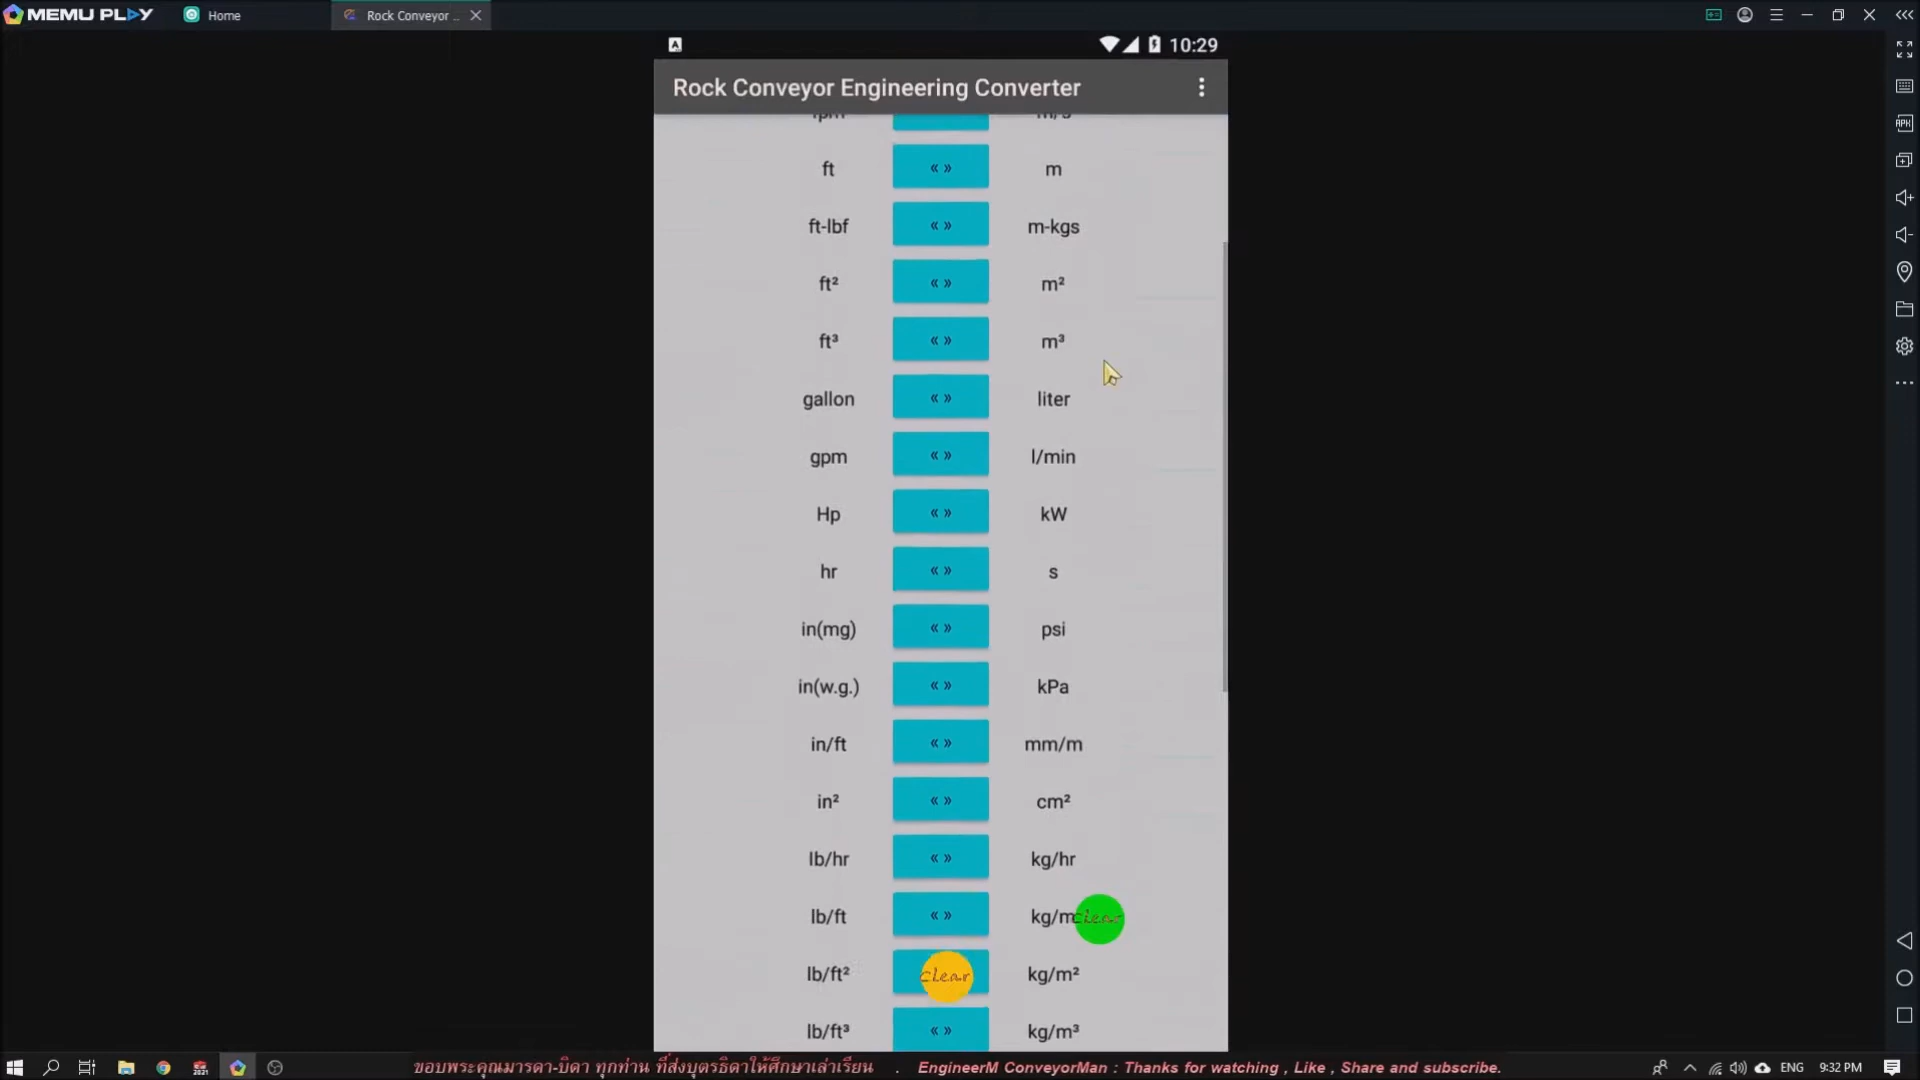 MEMU PLAY Home Rock Conveyor ..
10:29
Rock Conveyor Engineering Converter
fpm m/s
ft « » m
ft-lbf « » m-kgs
ft² « » m²
ft³ « » m³
gallon « » liter
gpm « » l/min
Hp « » kW
hr « » s
in(mg) « » psi
in(w.g.) « » kPa
in/ft « » mm/m
in² « » cm²
lb/hr « » kg/hr
lb/ft « » kg/m clear
lb/ft² clear kg/m²
lb/ft³ « » kg/m³
ขอบพระคุณมารดา-บิดา ทุกท่าน ที่ส่งบุตรธิดาให้ศึกษาเล่าเรียน . EngineerM ConveyorMan : Thanks for watching , Like , Share and subscribe.
ENG 9:32 PM